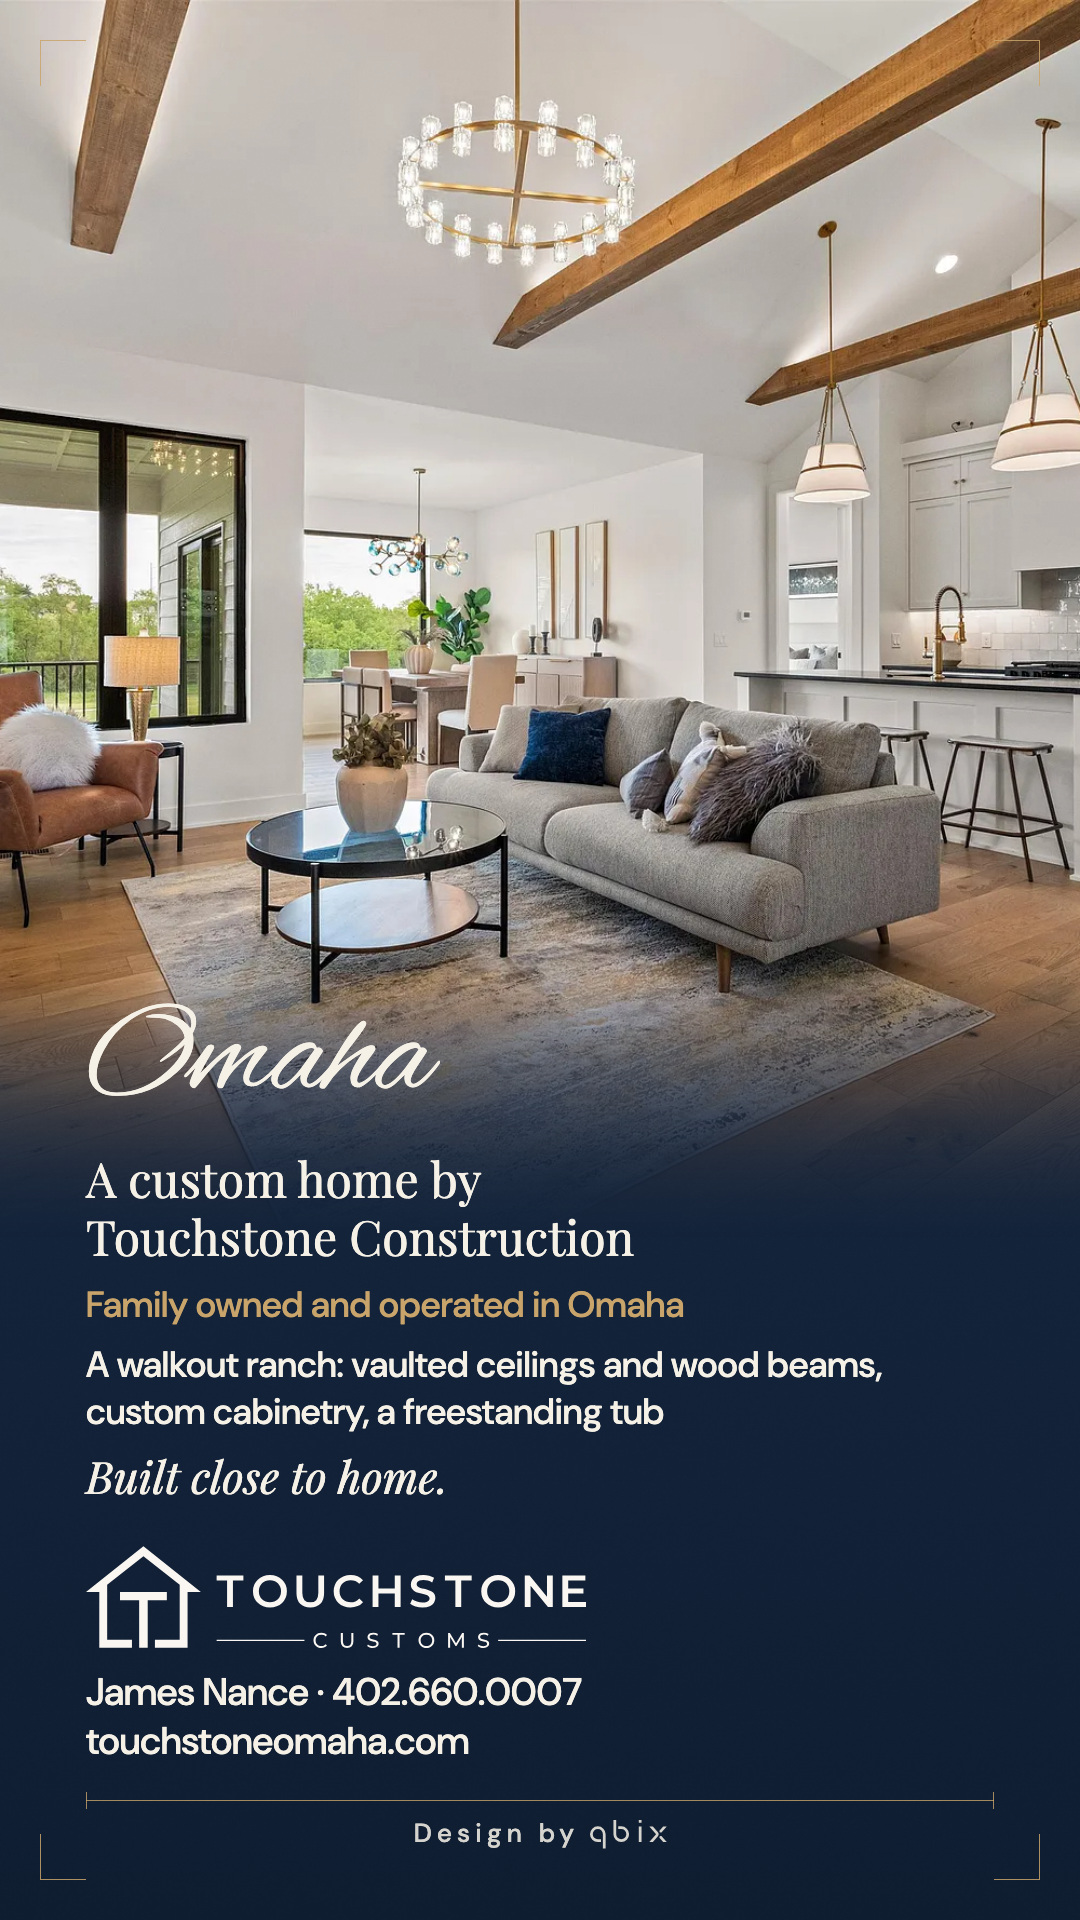 Omaha
A custom home by
Touchstone Construction
Family owned and operated in Omaha
A walkout ranch: vaulted ceilings and wood beams,
custom cabinetry, a freestanding tub
Built close to home.
TOUCHSTONE
CUSTOMS
James Nance · 402.660.0007
touchstoneomaha.com
Design by qbix